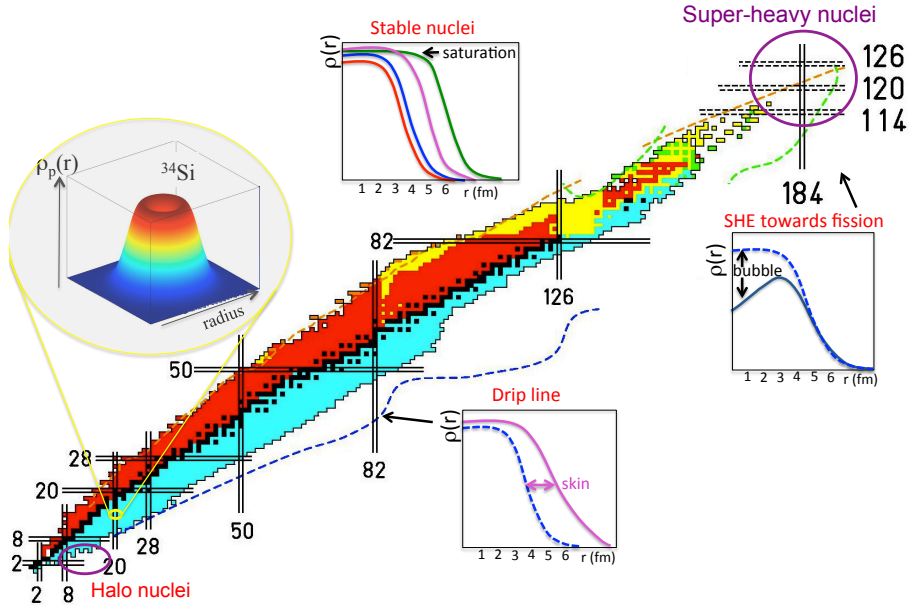 Super-heavy nuclei
126
120
114
184
Stable nuclei
ρ(r)
saturation
1 2 3 4 5 6 r (fm)
ρₚ(r)
³⁴Si
radius
SHE towards fission
ρ(r)
bubble
1 2 3 4 5 6 r (fm)
82
126
50
Drip line
ρ(r)
skin
1 2 3 4 5 6 r (fm)
82
28
20
50
8
28
2
20
2 8
Halo nuclei